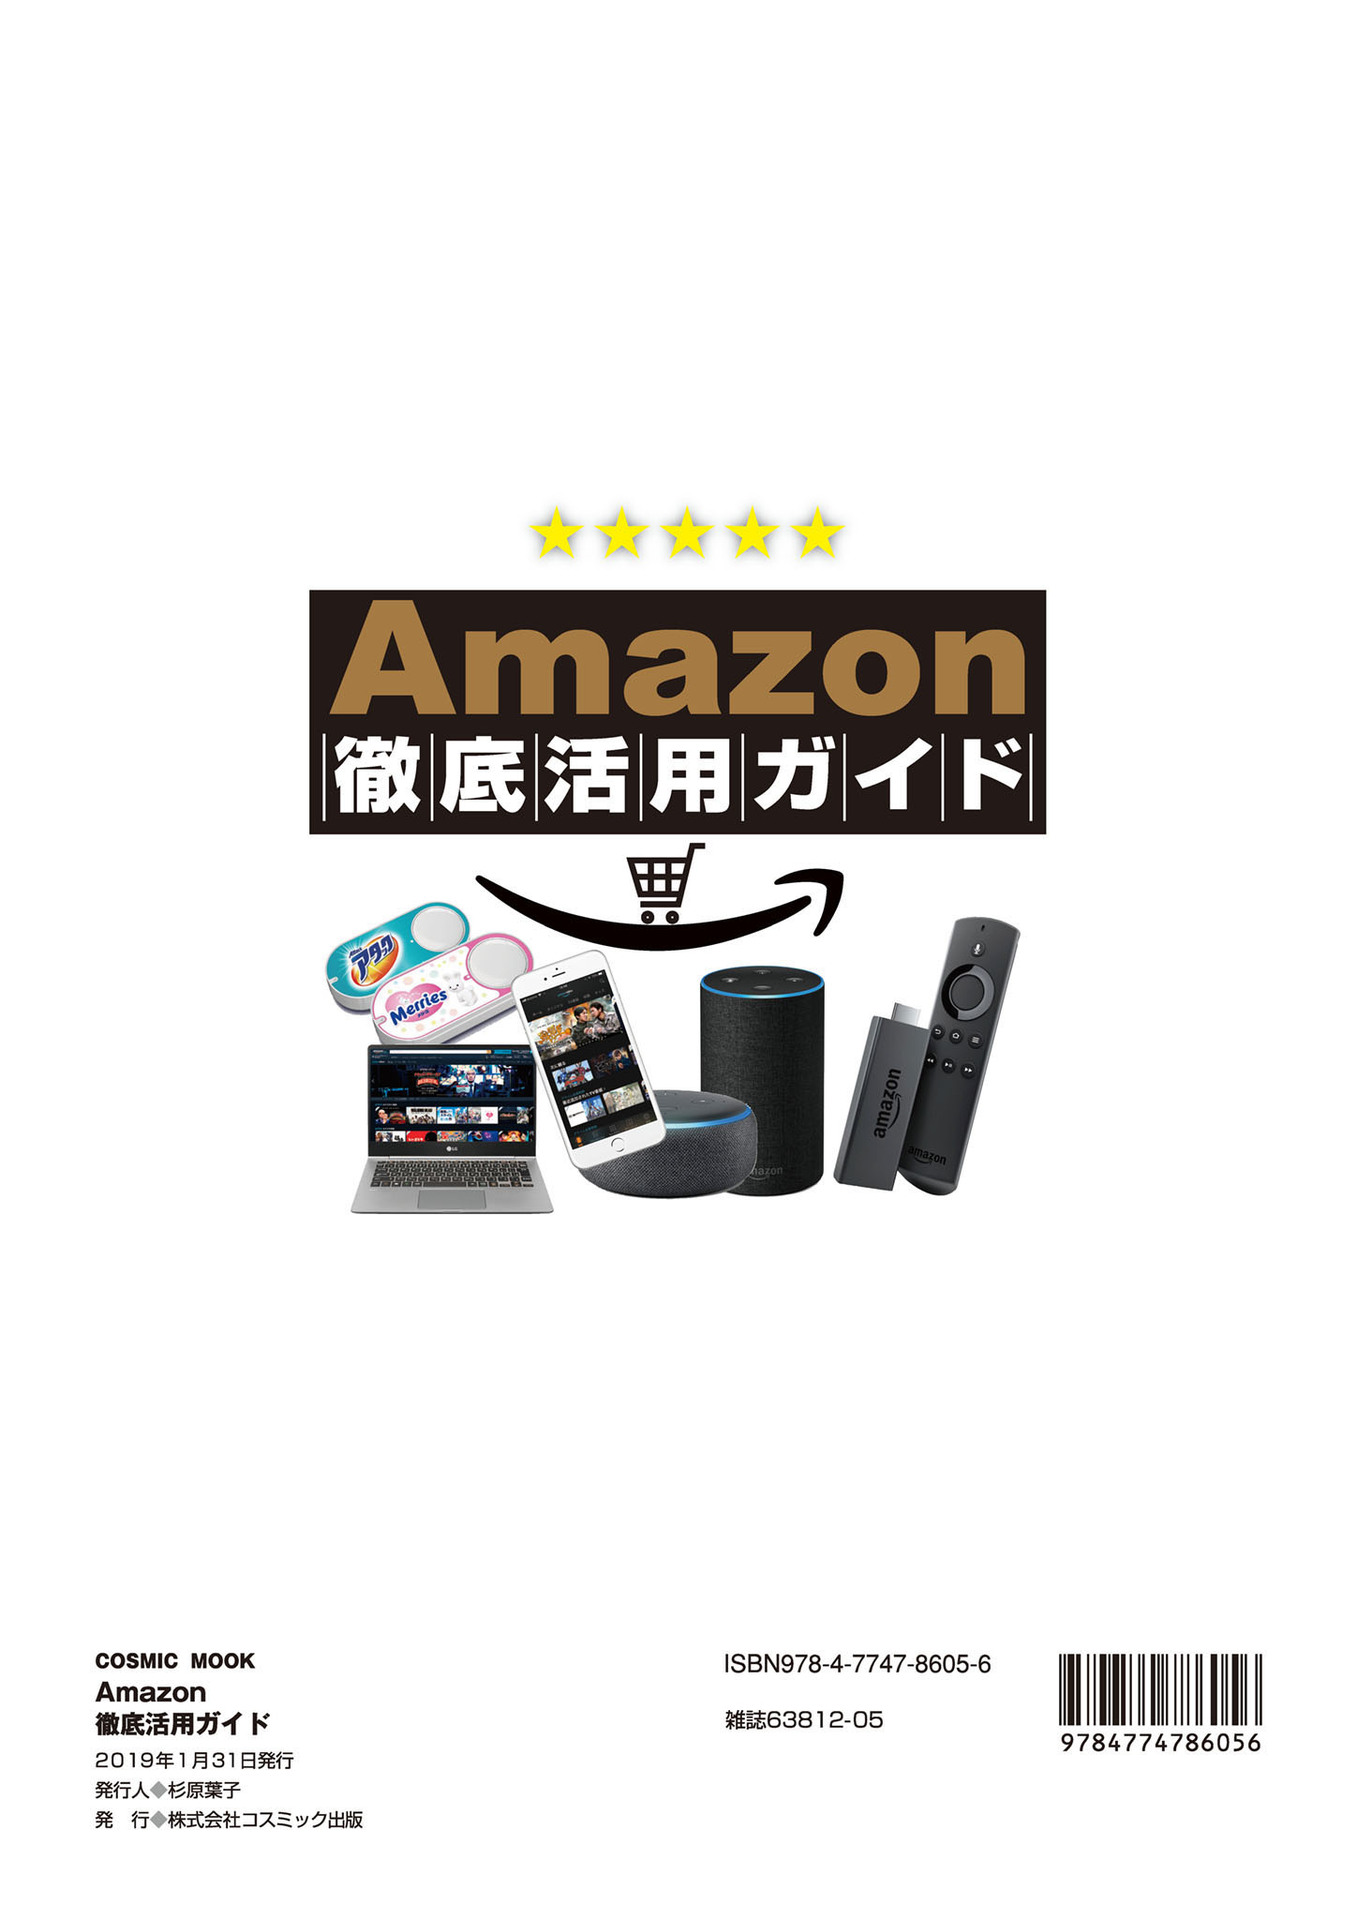 Amazon
徹底活用ガイド
アタック
Merries
amazon
amazon
amazon
LG
COSMIC MOOK
Amazon
徹底活用ガイド
2019年1月31日発行
発行人◆杉原葉子
発 行◆株式会社コスミック出版
ISBN978-4-7747-8605-6
雑誌63812-05
9784774786056